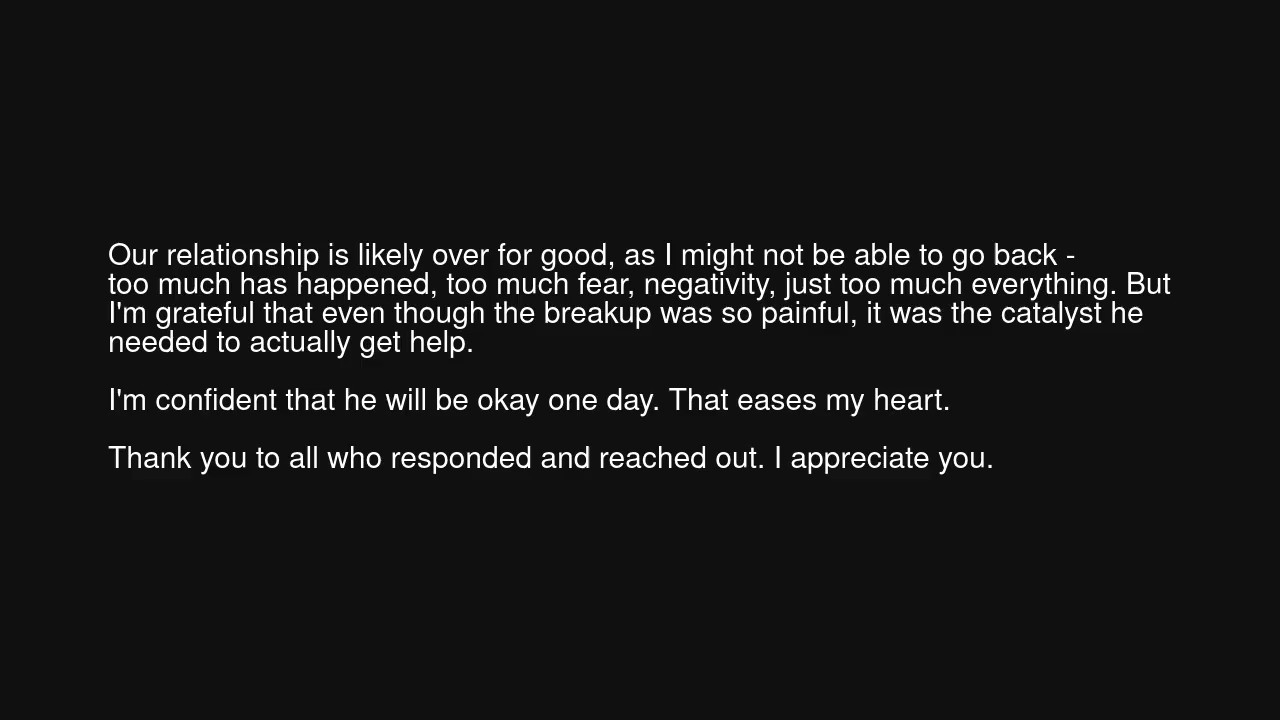 Our relationship is likely over for good, as I might not be able to go back -
too much has happened, too much fear, negativity, just too much everything. But
I'm grateful that even though the breakup was so painful, it was the catalyst he
needed to actually get help.
I'm confident that he will be okay one day. That eases my heart.
Thank you to all who responded and reached out. I appreciate you.